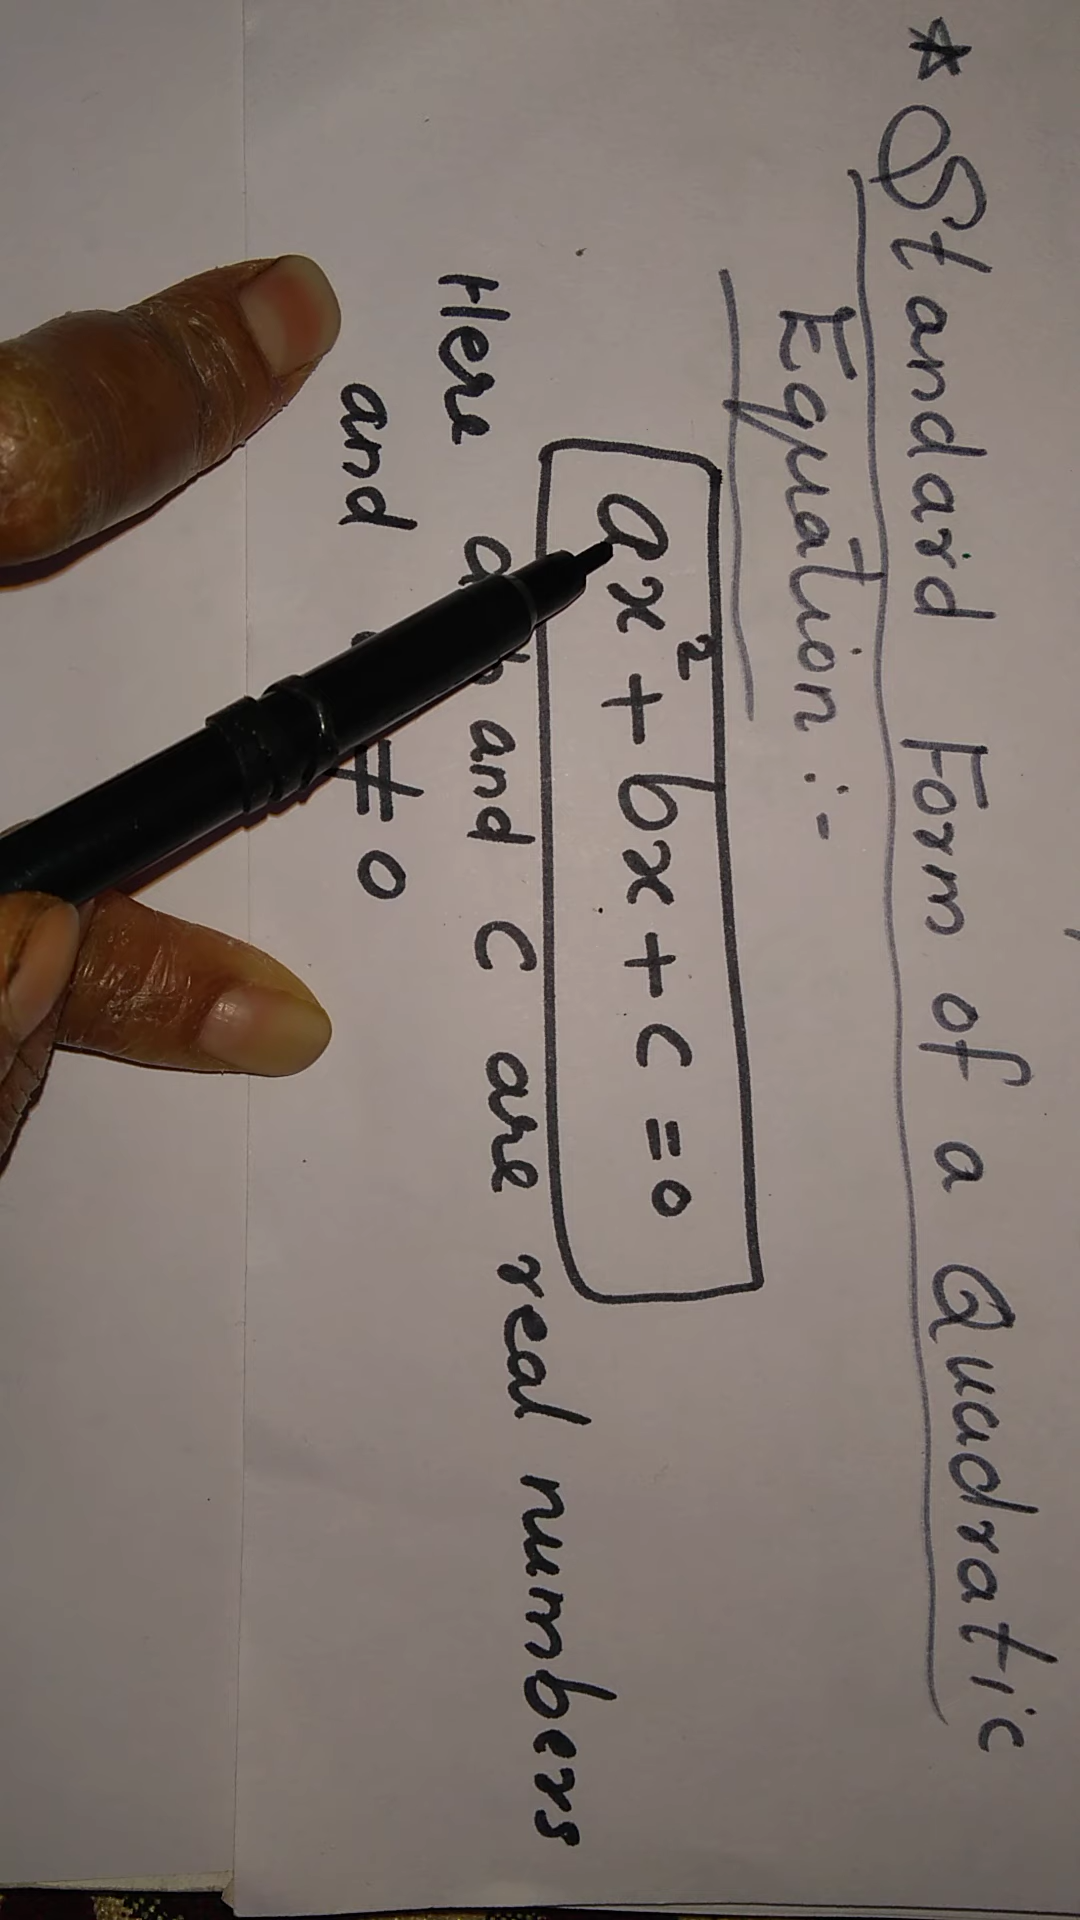 * Standard Form of a Quadratic
Equation :-
ax² + bx + c = 0
Here and C are real numbers
and ≠ 0